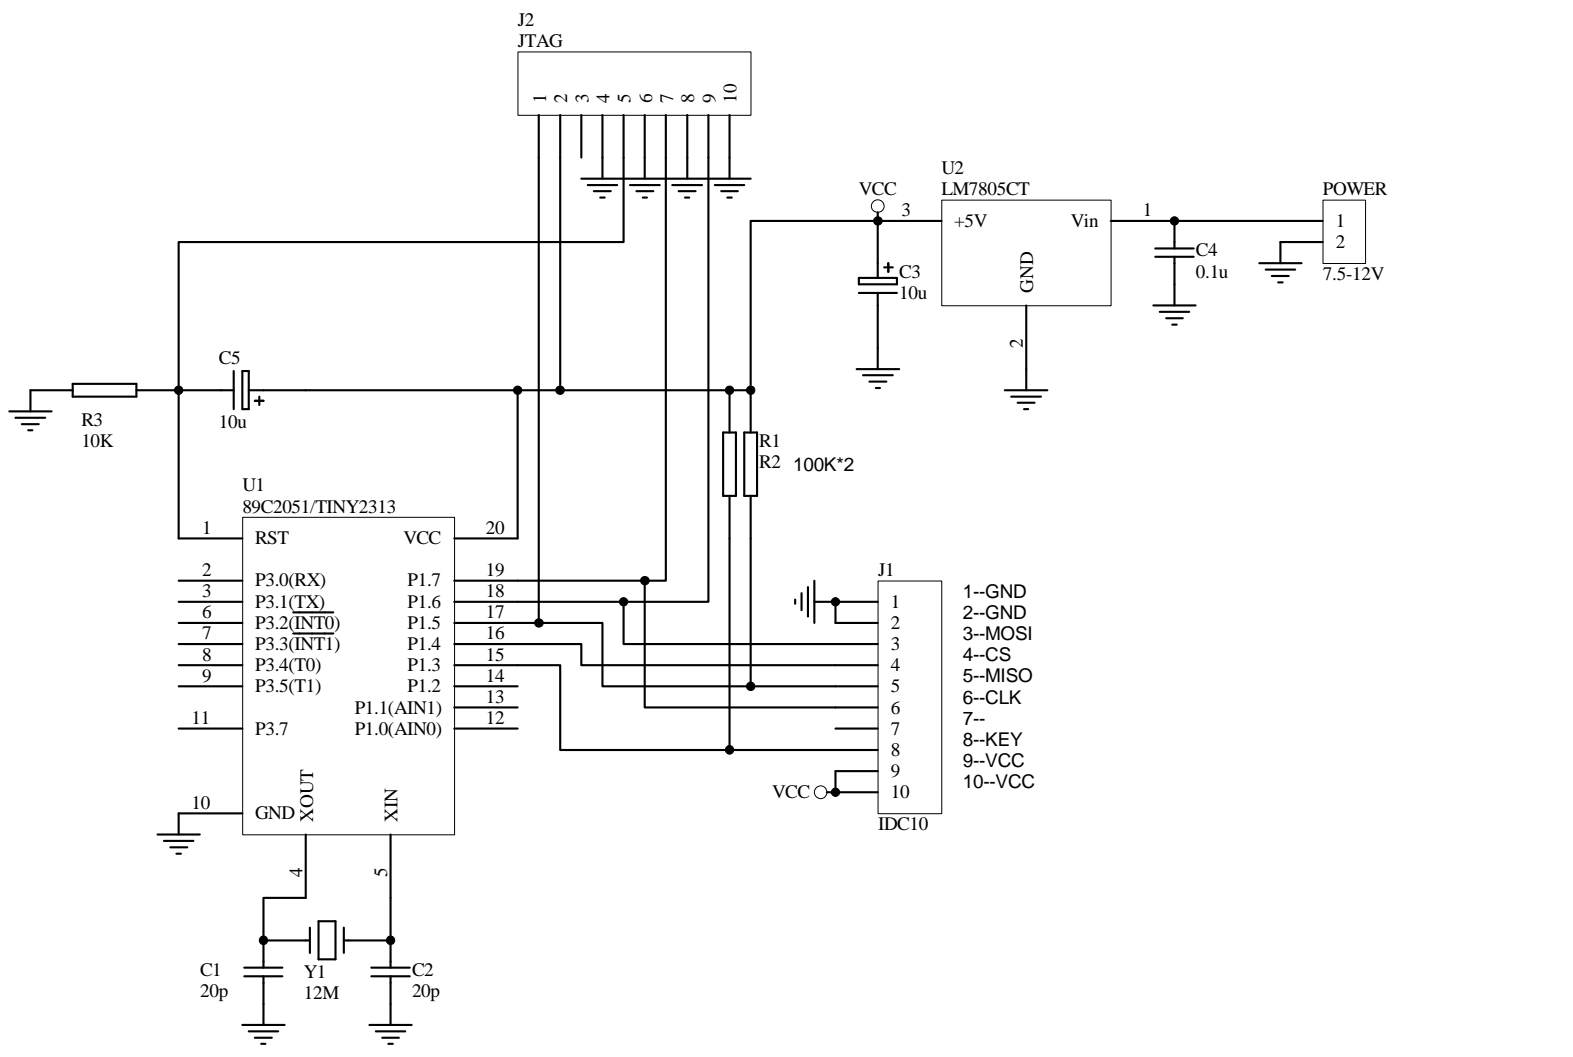 J2
JTAG
1 2 3 4 5 6 7 8 9 10
U2
LM7805CT
VCC
3
+5V
Vin
1
GND
2
POWER
1
2
7.5-12V
C4
0.1u
+
C3
10u
C5
+
10u
R3
10K
R1
R2
100K*2
U1
89C2051/TINY2313
1 RST VCC 20
2 P3.0(RX) P1.7 19
3 P3.1(TX) P1.6 18
6 P3.2(INT0) P1.5 17
7 P3.3(INT1) P1.4 16
8 P3.4(T0) P1.3 15
9 P3.5(T1) P1.2 14
P1.1(AIN1) 13
11 P3.7 P1.0(AIN0) 12
10 GND
XOUT
XIN
4
5
J1
1
2
3
4
5
6
7
8
9
10
VCC
IDC10
1--GND
2--GND
3--MOSI
4--CS
5--MISO
6--CLK
7--
8--KEY
9--VCC
10--VCC
C1
20p
Y1
12M
C2
20p